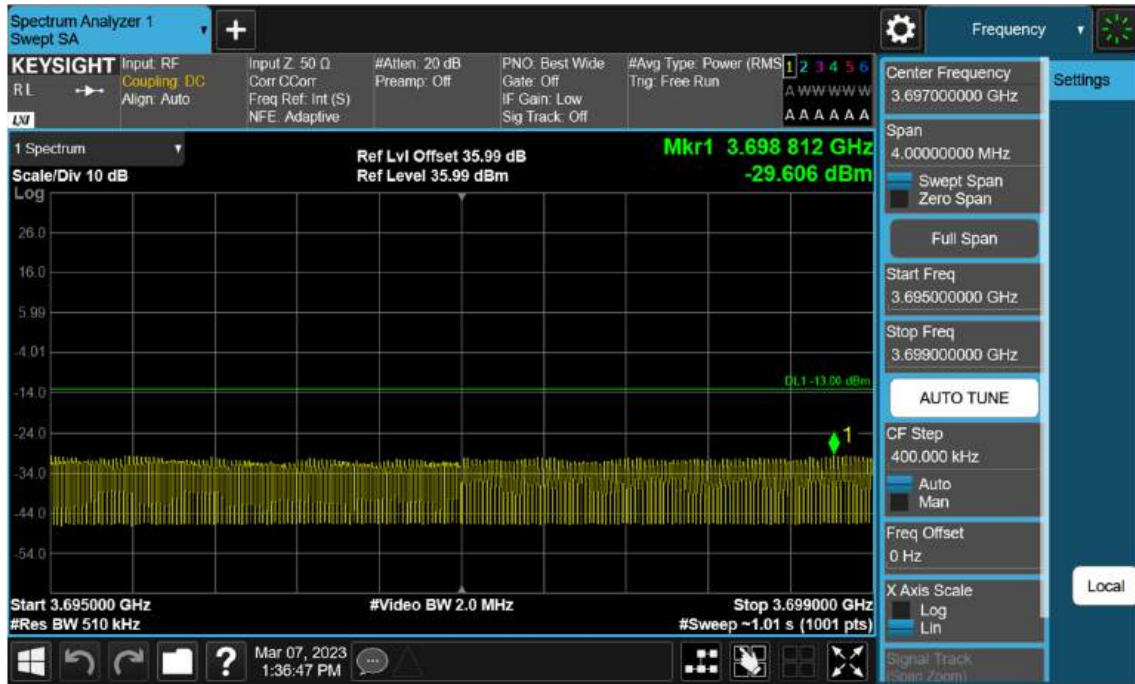 Spectrum Analyzer 1
Swept SA
Frequency
KEYSIGHT
RL
LXI
Input: RF
Coupling: DC
Align: Auto
Input Z: 50 Ω
Corr CCorr
Freq Ref: Int (S)
NFE: Adaptive
#Atten: 20 dB
Preamp: Off
PNO: Best Wide
Gate: Off
IF Gain: Low
Sig Track: Off
#Avg Type: Power (RMS
Trig: Free Run
1 2 3 4 5 6
A W W W W W
A A A A A A
1 Spectrum
Scale/Div 10 dB
Ref Lvl Offset 35.99 dB
Ref Level 35.99 dBm
Mkr1 3.698 812 GHz
-29.606 dBm
Log
26.0
16.0
5.99
-4.01
-14.0
-24.0
-34.0
-44.0
-54.0
DL1 -13.00 dBm
1
Start 3.695000 GHz
#Res BW 510 kHz
#Video BW 2.0 MHz
Stop 3.699000 GHz
#Sweep ~1.01 s (1001 pts)
Center Frequency
3.697000000 GHz
Span
4.00000000 MHz
Swept Span
Zero Span
Full Span
Start Freq
3.695000000 GHz
Stop Freq
3.699000000 GHz
AUTO TUNE
CF Step
400.000 kHz
Auto
Man
Freq Offset
0 Hz
X Axis Scale
Log
Lin
Signal Track
(Span Zoom)
Settings
Local
?
Mar 07, 2023
1:36:47 PM